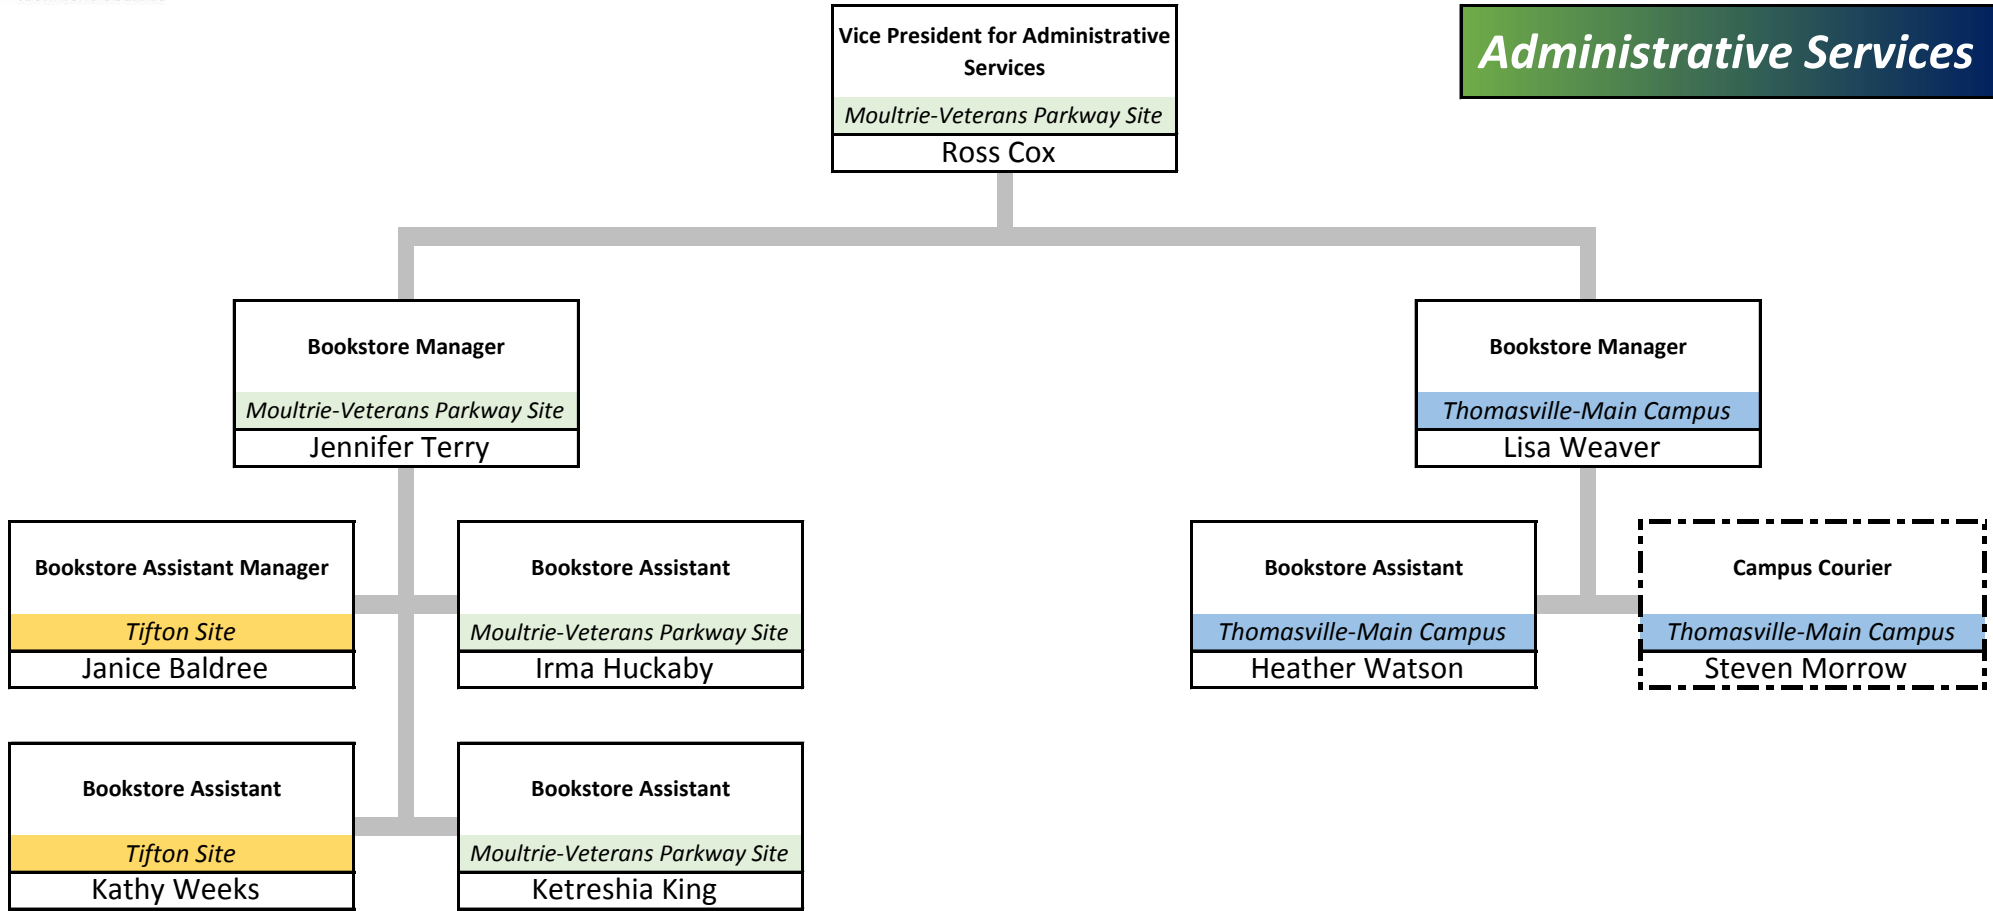 Vice President for Administrative
Services
Moultrie-Veterans Parkway Site
Ross Cox
Administrative Services
Bookstore Manager
Moultrie-Veterans Parkway Site
Jennifer Terry
Bookstore Manager
Thomasville-Main Campus
Lisa Weaver
Bookstore Assistant Manager
Tifton Site
Janice Baldree
Bookstore Assistant
Moultrie-Veterans Parkway Site
Irma Huckaby
Bookstore Assistant
Thomasville-Main Campus
Heather Watson
Campus Courier
Thomasville-Main Campus
Steven Morrow
Bookstore Assistant
Tifton Site
Kathy Weeks
Bookstore Assistant
Moultrie-Veterans Parkway Site
Ketreshia King